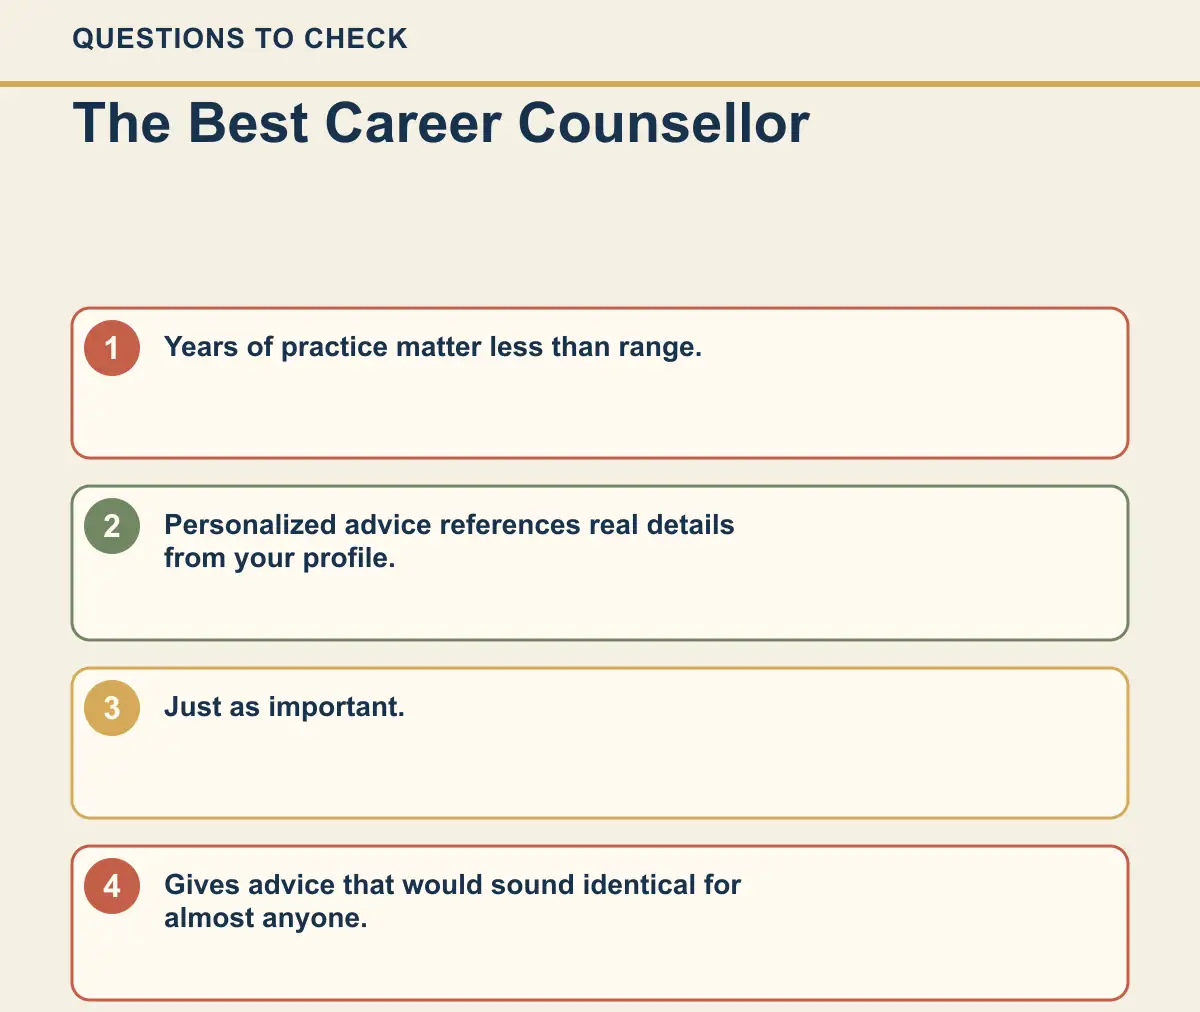 QUESTIONS TO CHECK
The Best Career Counsellor
1
Years of practice matter less than range.
2
Personalized advice references real details
from your profile.
3
Just as important.
4
Gives advice that would sound identical for
almost anyone.